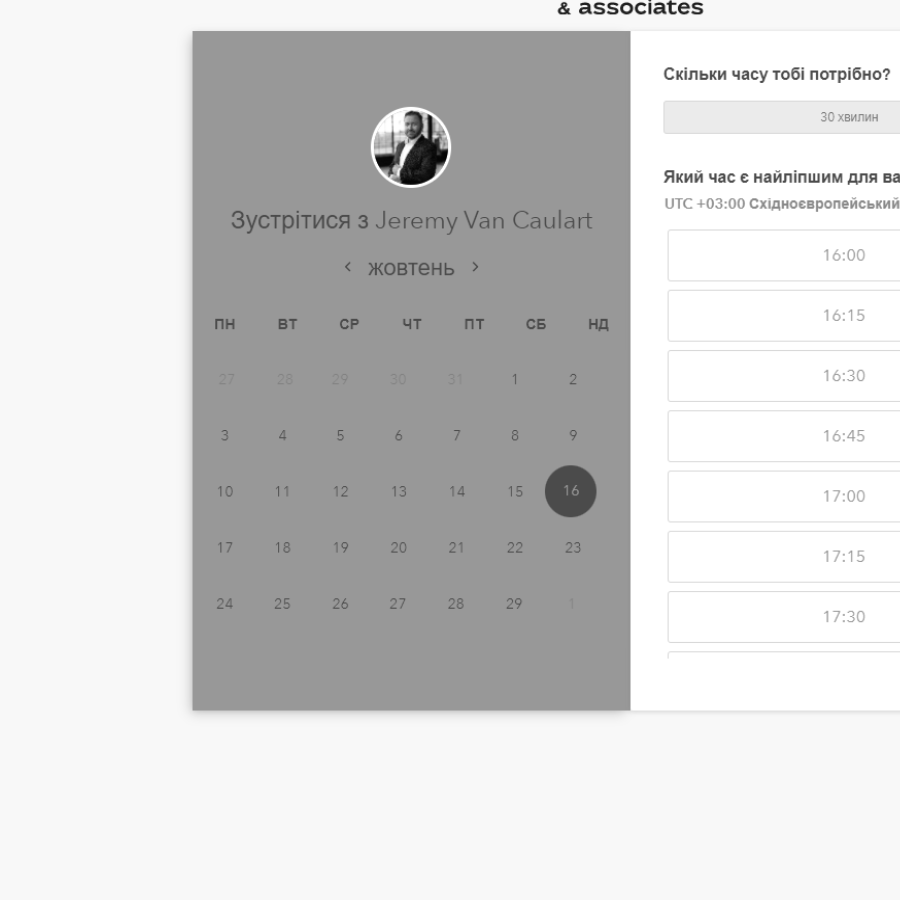 & associates
Зустрітися з Jeremy Van Caulart
< жовтень >
ПН ВТ СР ЧТ ПТ СБ НД
27 28 29 30 31 1 2
3 4 5 6 7 8 9
10 11 12 13 14 15 16
17 18 19 20 21 22 23
24 25 26 27 28 29 1
Скільки часу тобі потрібно?
30 хвилин
Який час є найліпшим для ва
UTC +03:00 Східноєвропейський
16:00
16:15
16:30
16:45
17:00
17:15
17:30